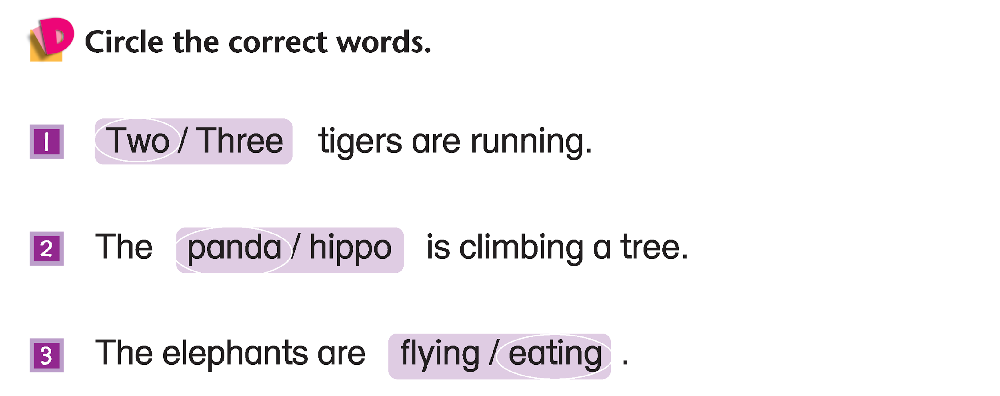 D Circle the correct words.
1 Two / Three tigers are running.
2 The panda / hippo is climbing a tree.
3 The elephants are flying / eating .